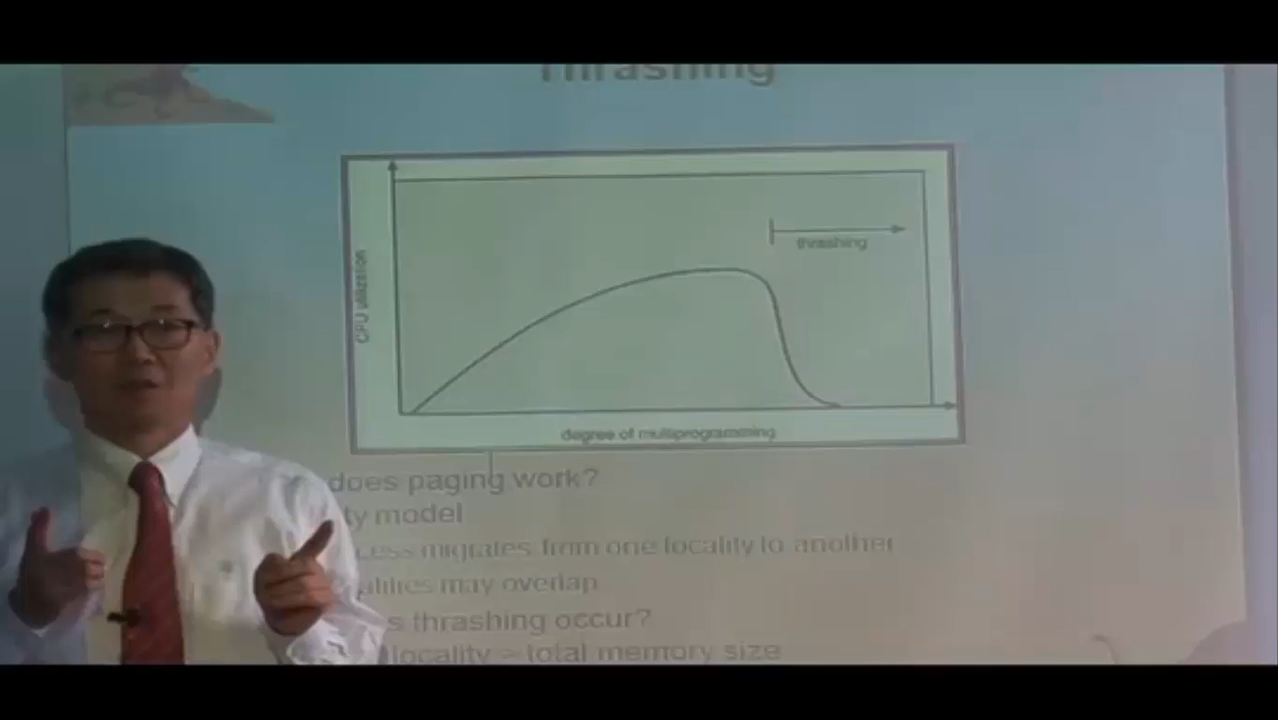 Thrashing
thrashing
CPU utilization
degree of multiprogramming
does paging work?
ty model
cess migrates from one locality to another
alities may overlap
s thrashing occur?
locality > total memory size